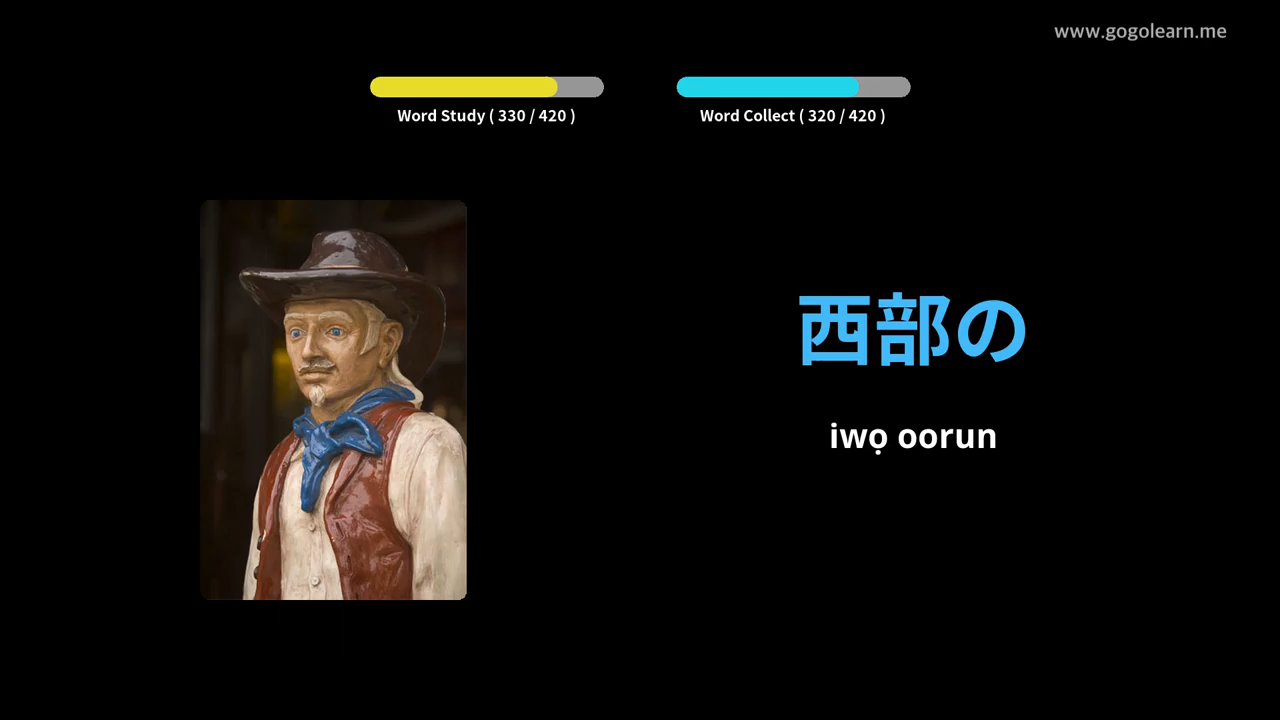 www.gogolearn.me
Word Study ( 330 / 420 )
Word Collect ( 320 / 420 )
西部の
iwọ oorun